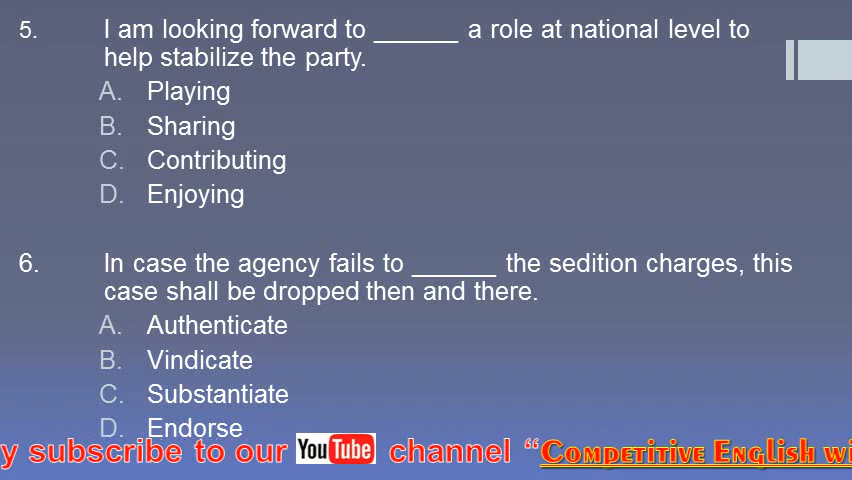 5. I am looking forward to ______ a role at national level to
help stabilize the party.
A. Playing
B. Sharing
C. Contributing
D. Enjoying
6. In case the agency fails to ______ the sedition charges, this
case shall be dropped then and there.
A. Authenticate
B. Vindicate
C. Substantiate
D. Endorse
y subscribe to our YouTube channel “Competitive English wi